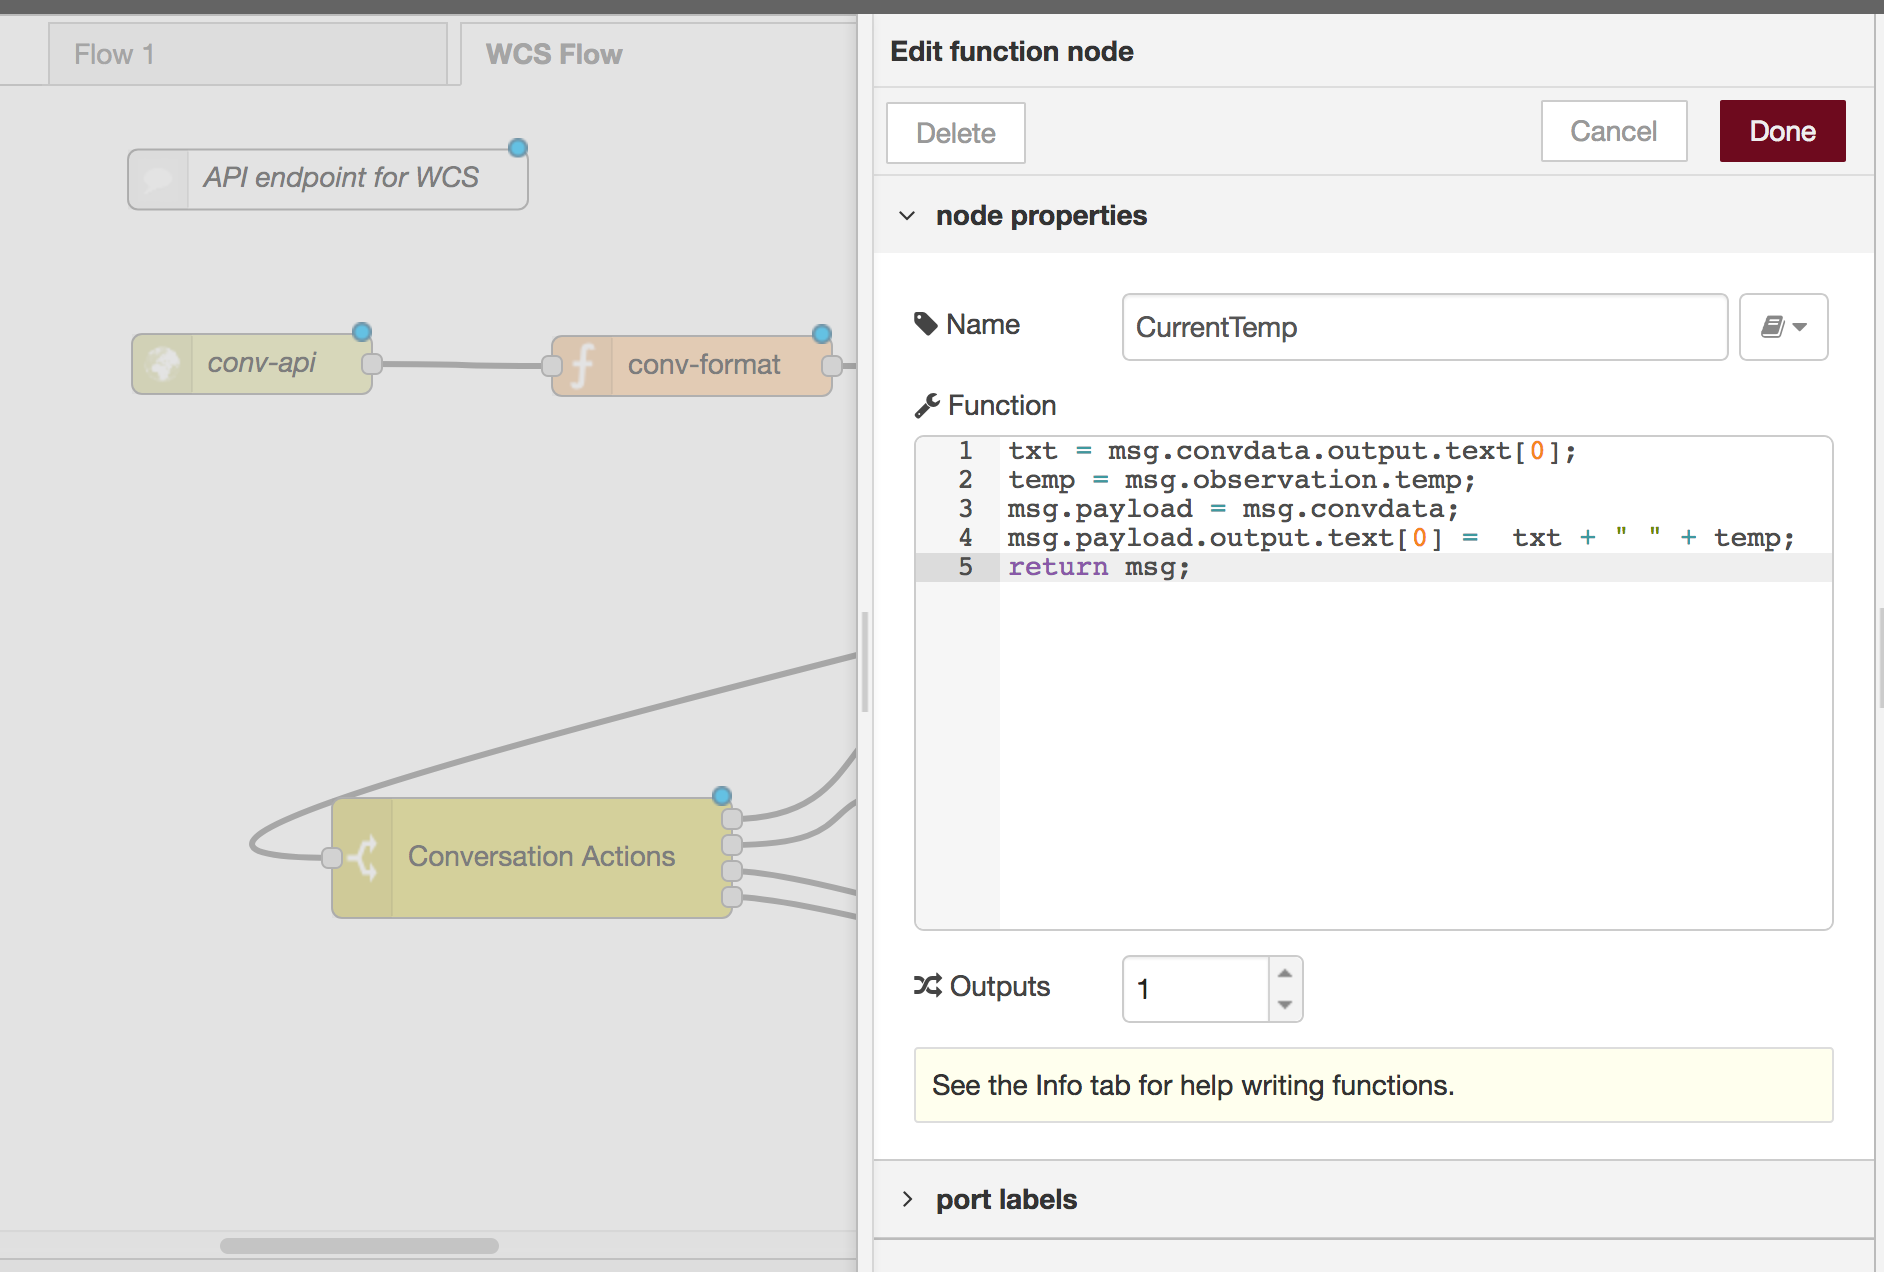 Flow 1
WCS Flow
API endpoint for WCS
conv-api
conv-format
Conversation Actions
Edit function node
Delete
Cancel
Done
node properties
Name
CurrentTemp
Function
1 txt = msg.convdata.output.text[0];
2 temp = msg.observation.temp;
3 msg.payload = msg.convdata;
4 msg.payload.output.text[0] =  txt + " " + temp;
5 return msg;
Outputs
1
See the Info tab for help writing functions.
port labels